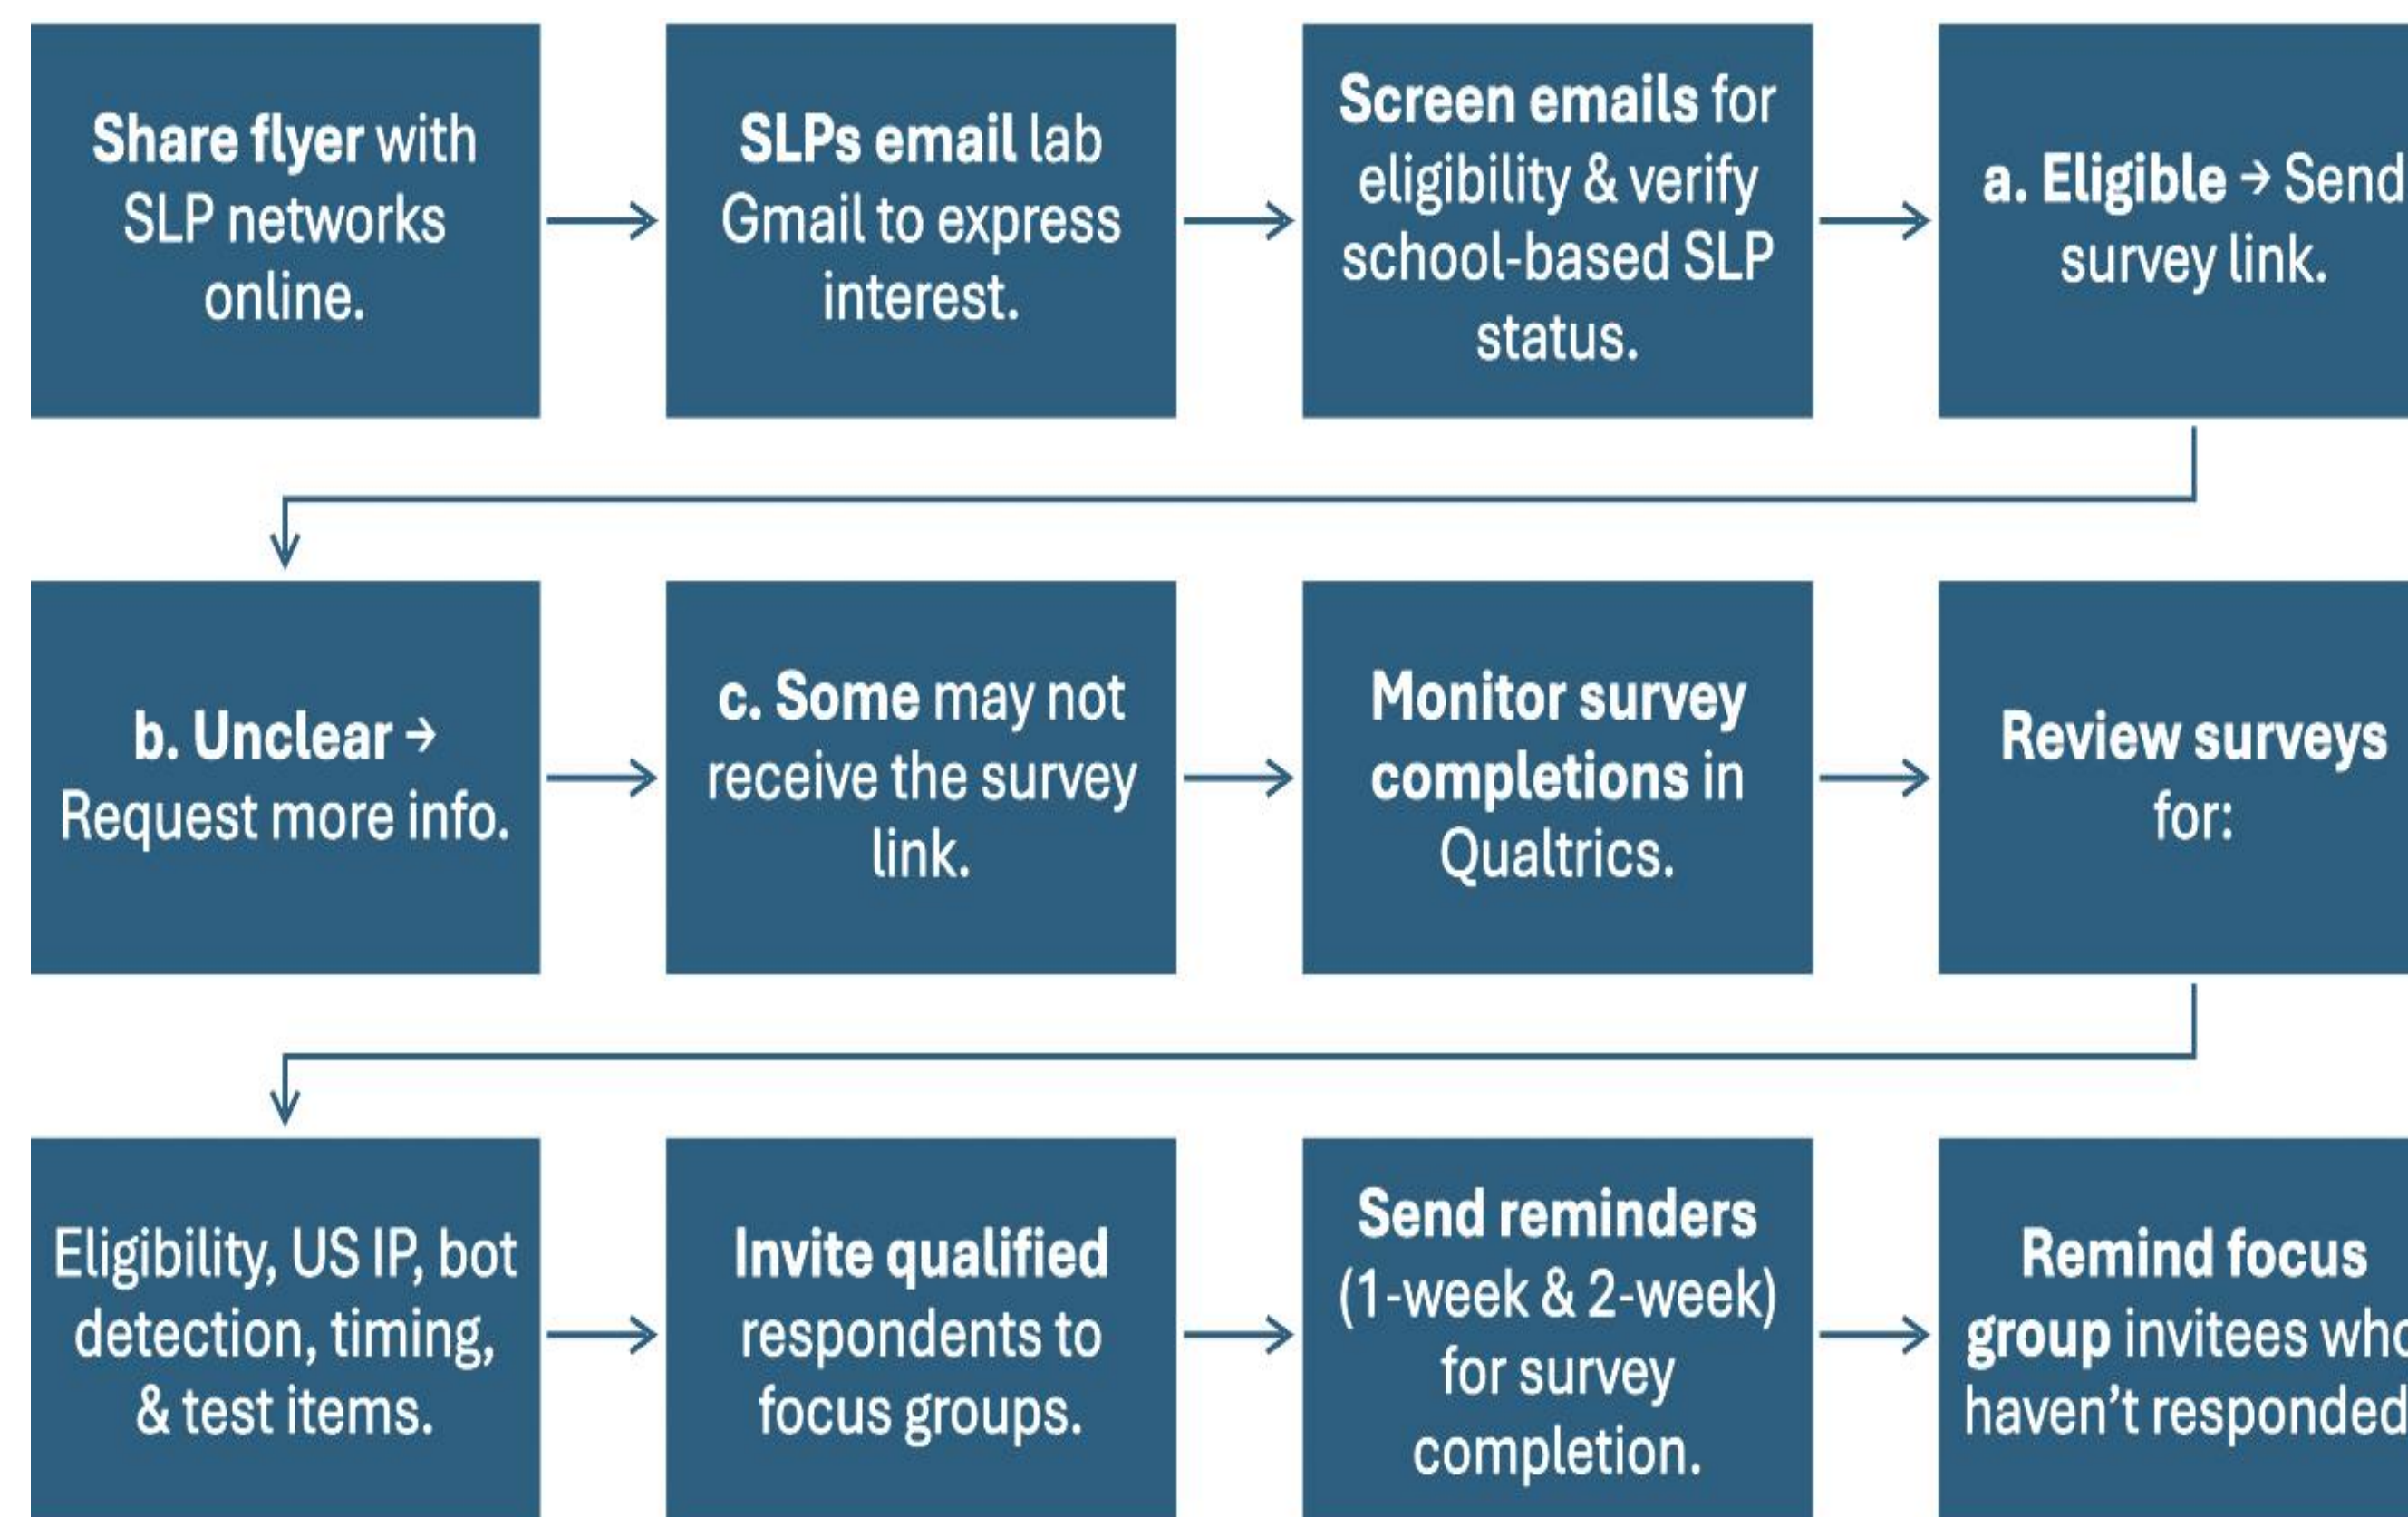 Share flyer with
SLP networks
online.
SLPs email lab
Gmail to express
interest.
Screen emails for
eligibility & verify
school-based SLP
status.
a. Eligible → Send
survey link.
b. Unclear →
Request more info.
c. Some may not
receive the survey
link.
Monitor survey
completions in
Qualtrics.
Review surveys
for:
Eligibility, US IP, bot
detection, timing,
& test items.
Invite qualified
respondents to
focus groups.
Send reminders
(1-week & 2-week)
for survey
completion.
Remind focus
group invitees who
haven't responded